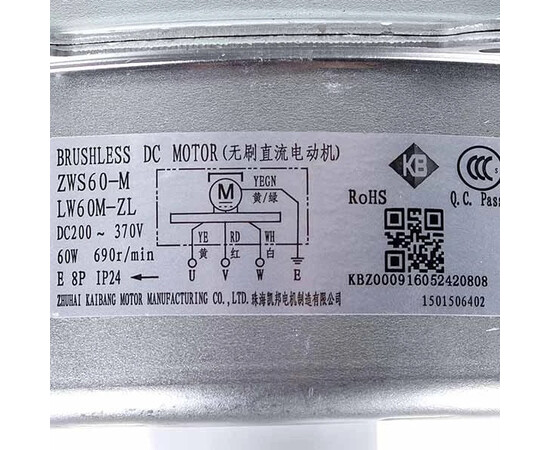 BRUSHLESS DC MOTOR(无刷直流电动机)
ZWS60-M
LW60M-ZL
DC200~370V
60W 690r/min
E 8P IP24 ←
M
YEGN
黄/绿
YE RD WH
黄 红 白
U V W E
KB
CCC S
RoHS
Q.C. Pass
KBZ000916052420808
1501506402
ZHUHAI KAIBANG MOTOR MANUFACTURING CO.,LTD.珠海凯邦电机制造有限公司